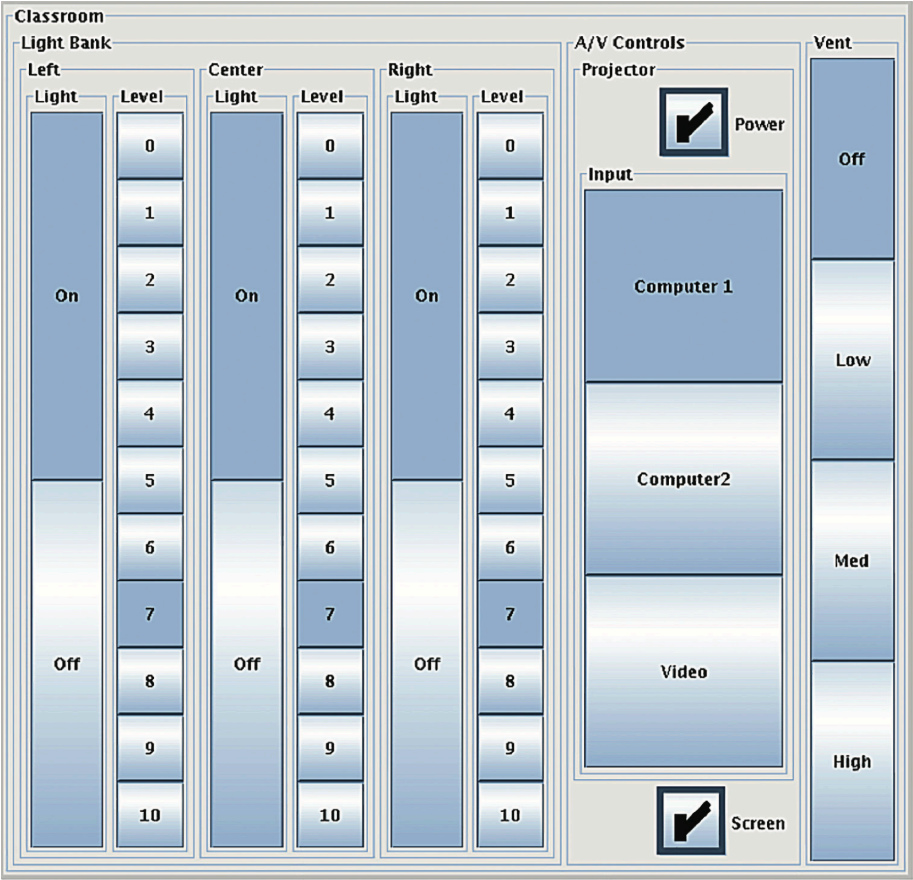 Classroom
Light Bank
A/V Controls
Vent
Left
Center
Right
Projector
Light
Level
Light
Level
Light
Level
On
Off
0
1
2
3
4
5
6
7
8
9
10
On
Off
0
1
2
3
4
5
6
7
8
9
10
On
Off
0
1
2
3
4
5
6
7
8
9
10
Power
Input
Computer 1
Computer2
Video
Screen
Off
Low
Med
High